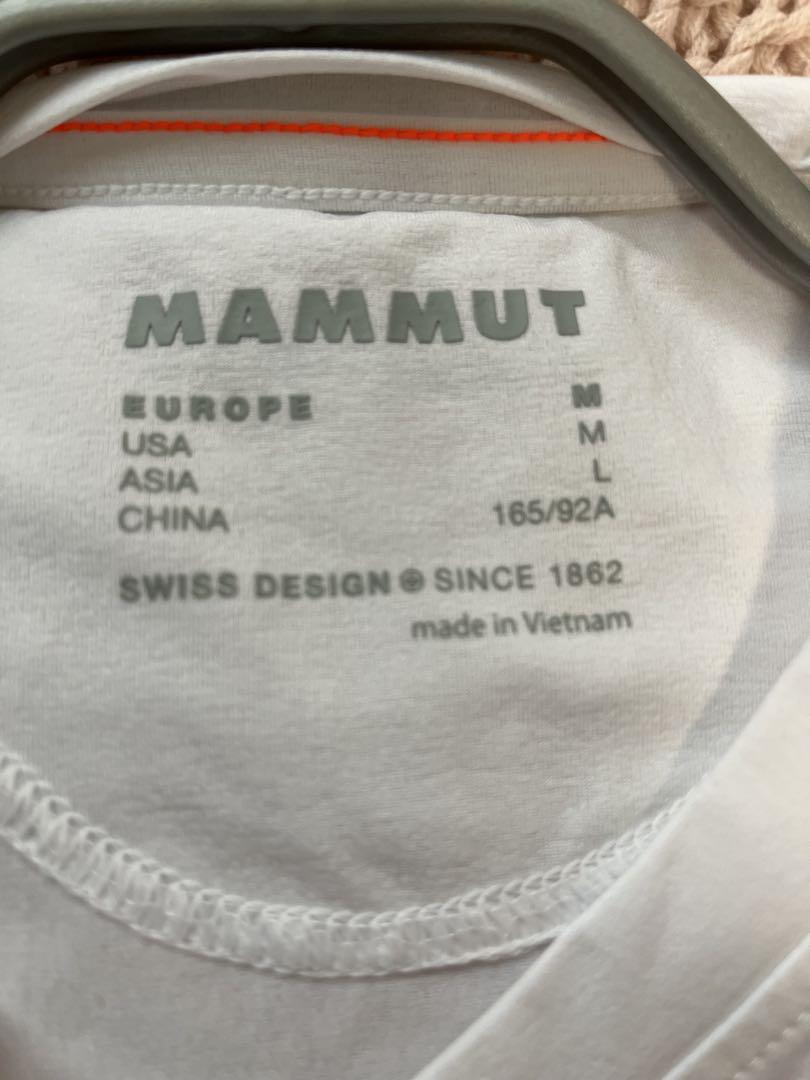 MAMMUT
EUROPE M
USA M
ASIA L
CHINA 165/92A
SWISS DESIGN SINCE 1862
made in Vietnam